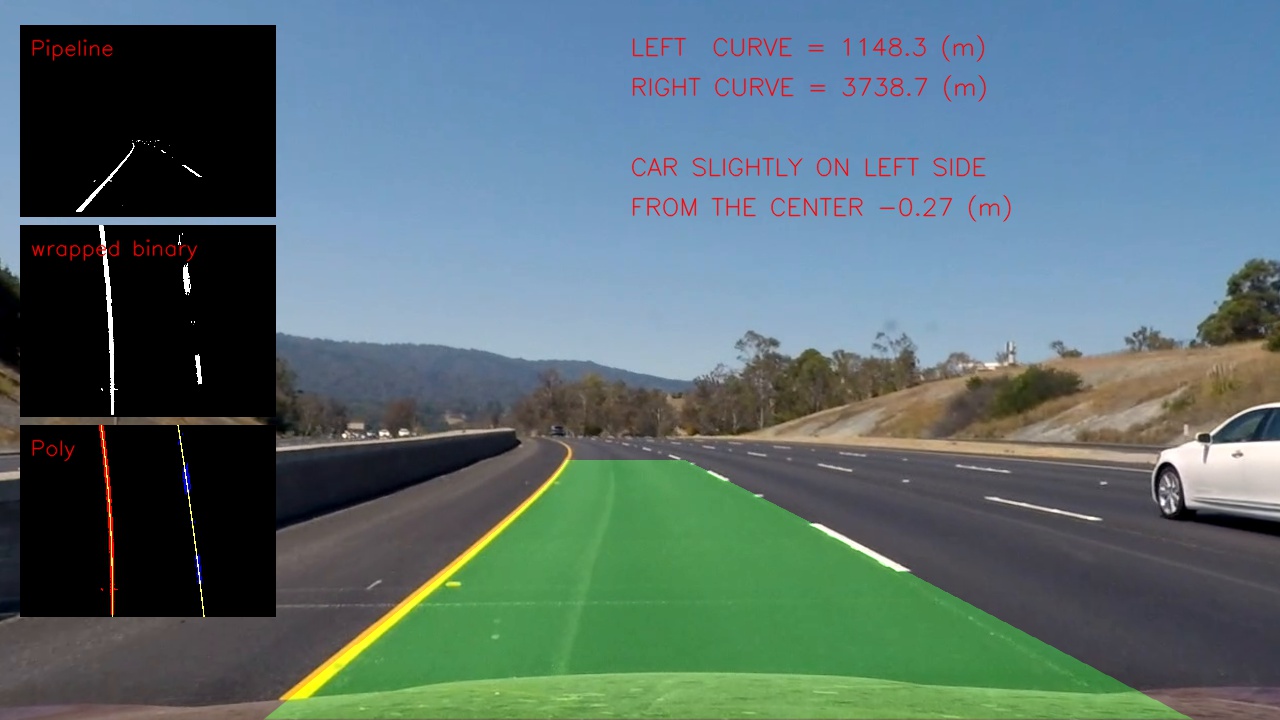 Pipeline
wrapped binary
Poly
LEFT CURVE = 1148.3 (m)
RIGHT CURVE = 3738.7 (m)
CAR SLIGHTLY ON LEFT SIDE
FROM THE CENTER -0.27 (m)